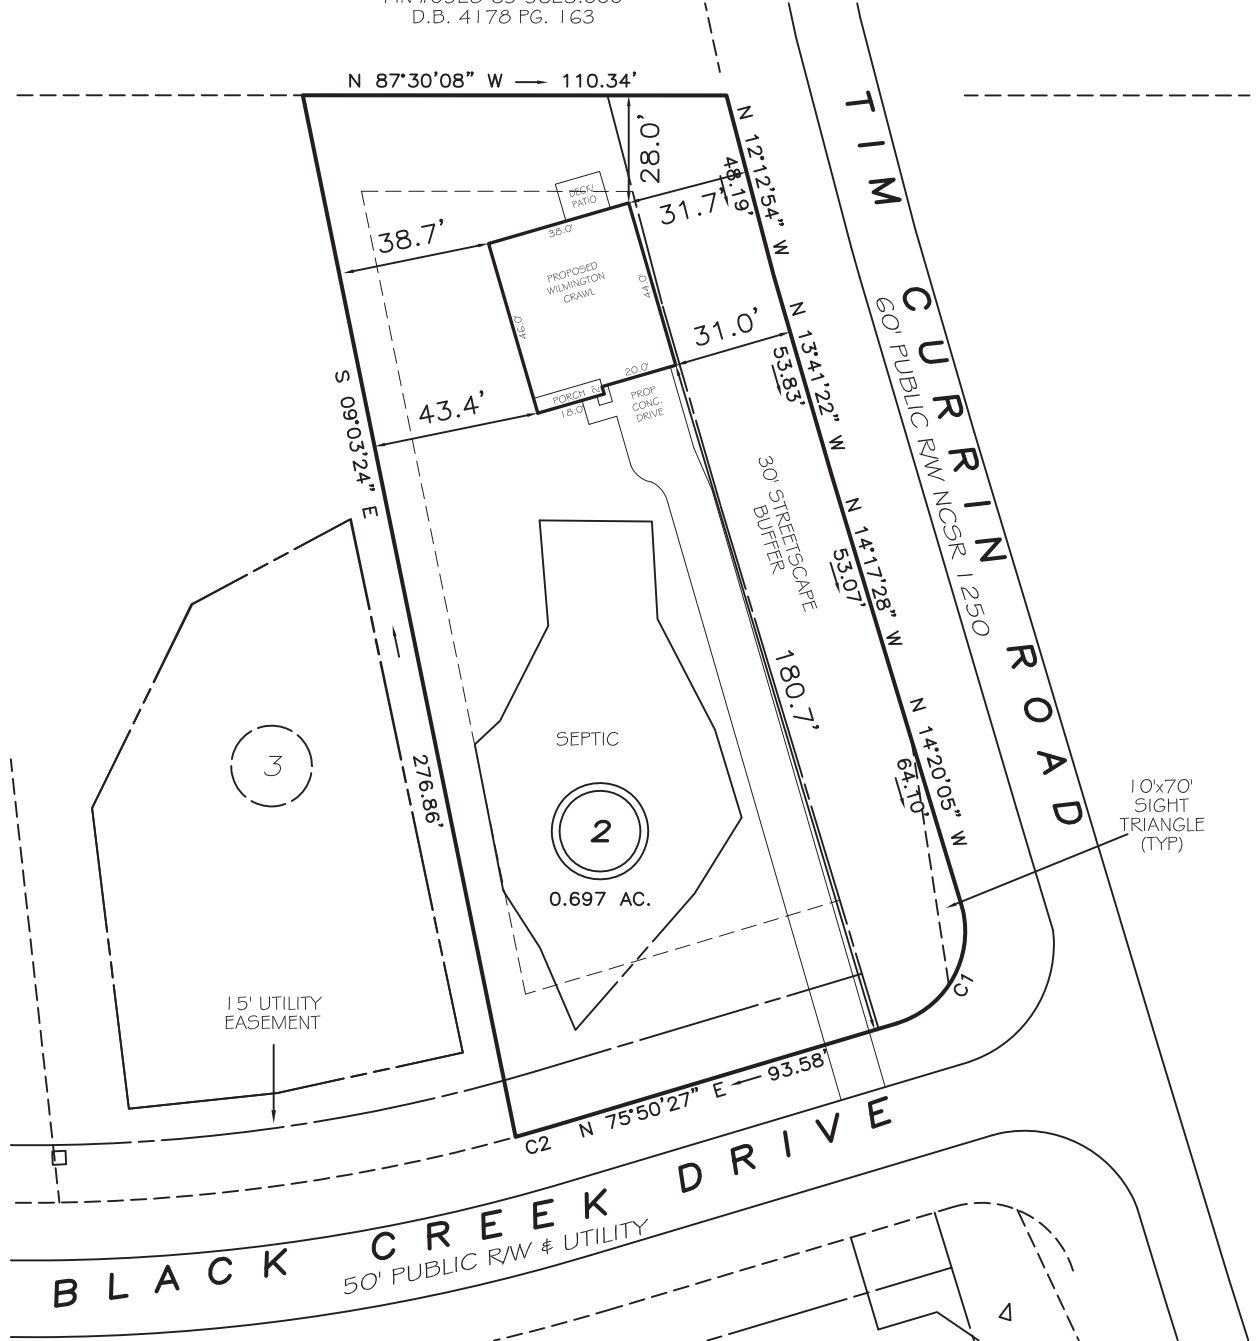 D.B. 4178 PG. 163
N 87°30'08" W 110.34'
28.0'
N 12°12'54" W
48.19'
31.7'
DECK/
PATIO
38.7'
38.0'
PROPOSED
WILMINGTON
CRAWL
44.0'
46.0'
31.0'
N 13°41'22" W
53.83'
20.0'
PORCH
18.0'
PROP
CONC.
DRIVE
43.4'
S 09°03'24" E
276.86'
30' STREETSCAPE
BUFFER
N 14°17'28" W
53.07'
180.7'
N 14°20'05" W
64.10'
TIM CURRIN ROAD
60' PUBLIC R/W NCSR 1250
10'x70'
SIGHT
TRIANGLE
(TYP)
SEPTIC
2
0.697 AC.
3
15' UTILITY
EASEMENT
C1
C2
N 75°50'27" E 93.58'
BLACK CREEK DRIVE
50' PUBLIC R/W & UTILITY
4